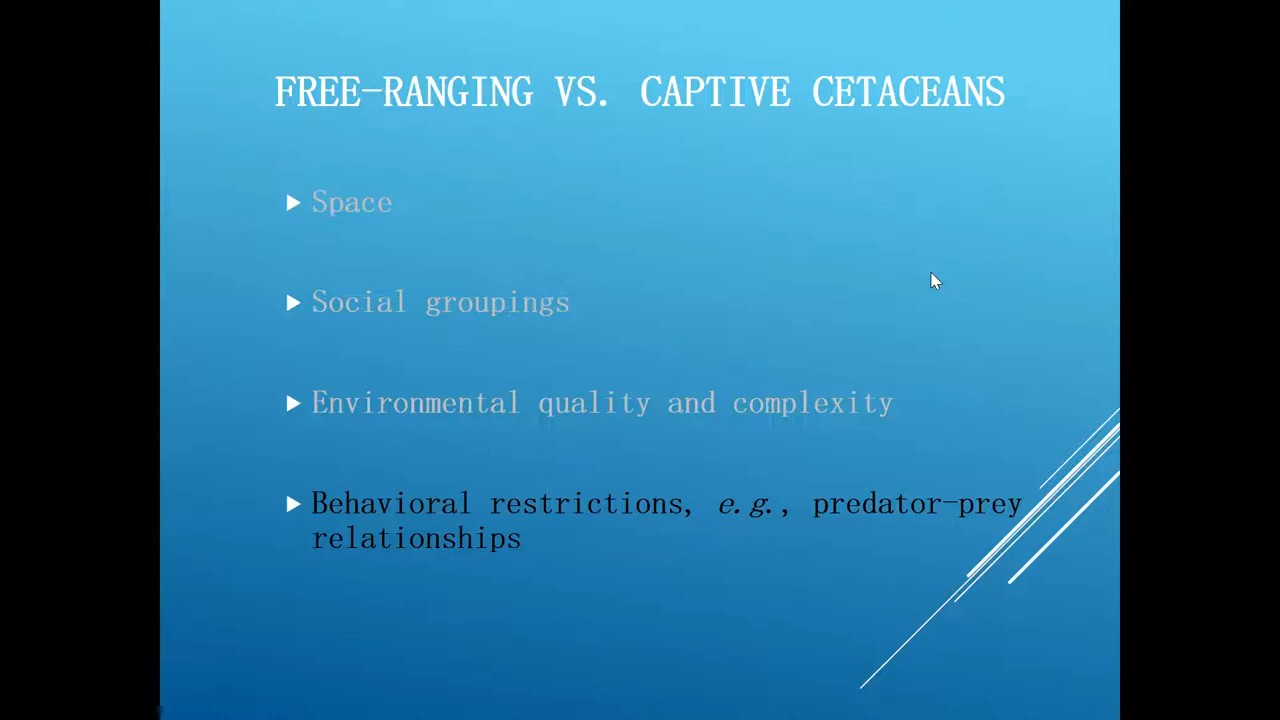 FREE-RANGING VS. CAPTIVE CETACEANS
Space
Social groupings
Environmental quality and complexity
Behavioral restrictions, e.g., predator-prey
relationships